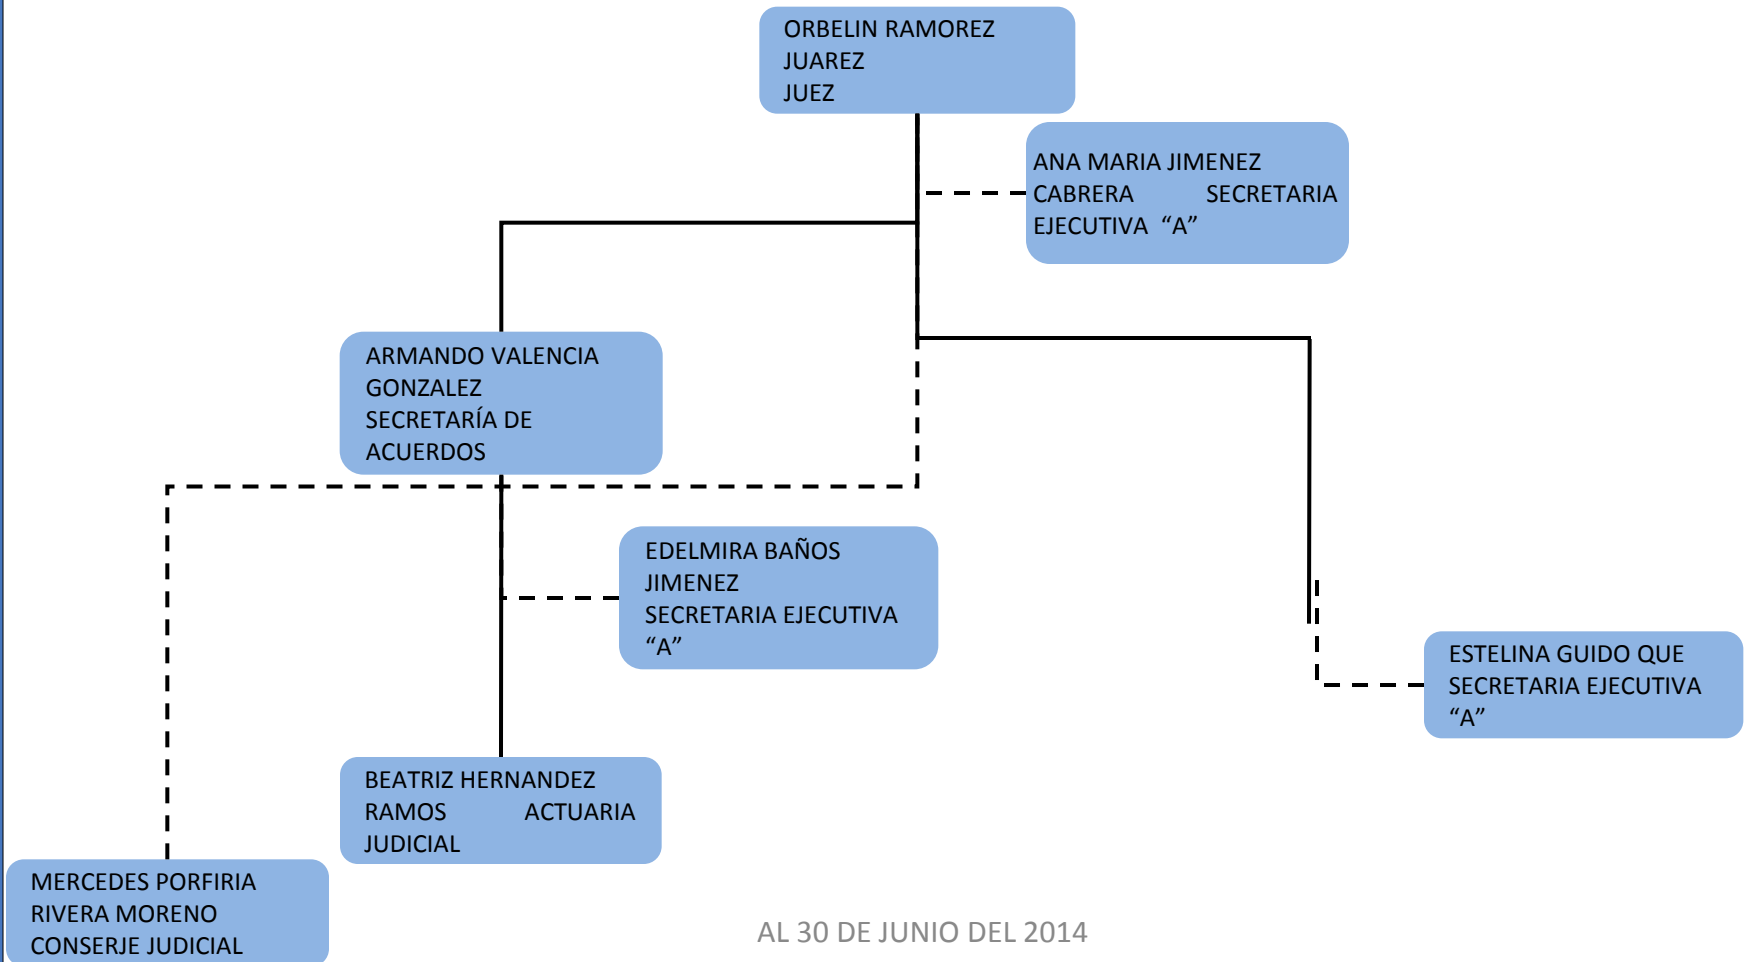 ORBELIN RAMOREZ
JUAREZ
JUEZ
ANA MARIA JIMENEZ
CABRERA SECRETARIA
EJECUTIVA “A”
ARMANDO VALENCIA
GONZALEZ
SECRETARÍA DE
ACUERDOS
EDELMIRA BAÑOS
JIMENEZ
SECRETARIA EJECUTIVA
“A”
ESTELINA GUIDO QUE
SECRETARIA EJECUTIVA
“A”
BEATRIZ HERNANDEZ
RAMOS ACTUARIA
JUDICIAL
MERCEDES PORFIRIA
RIVERA MORENO
CONSERJE JUDICIAL
AL 30 DE JUNIO DEL 2014